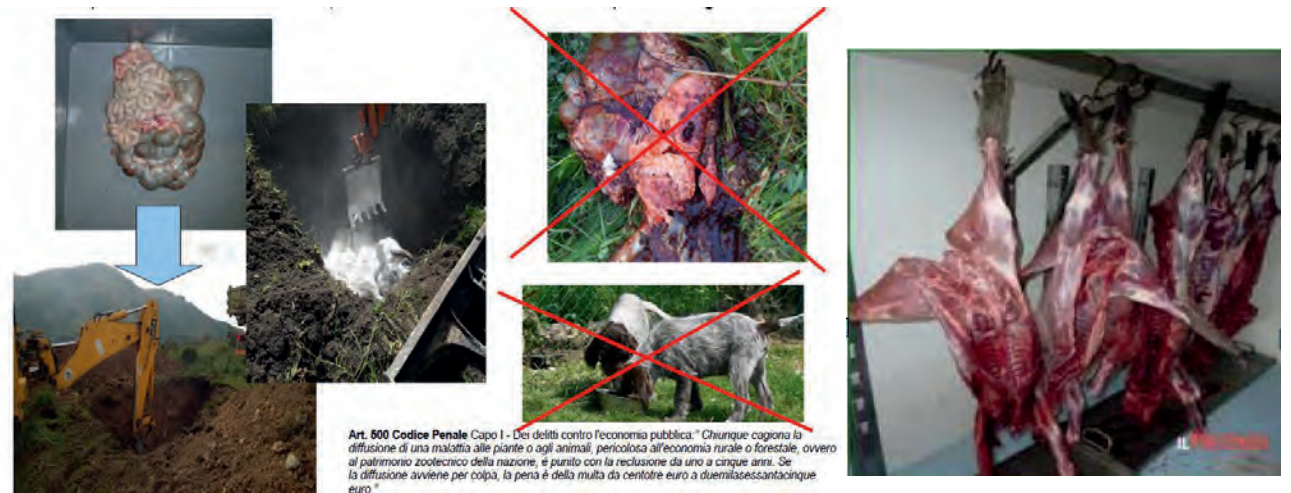 Art. 500 Codice Penale Capo I - Dei delitti contro l'economia pubblica." Chiunque cagiona la
diffusione di una malattia alle piante o agli animali, pericolosa all'economia rurale o forestale, ovvero
al patrimonio zootecnico della nazione, è punito con la reclusione da uno a cinque anni. Se
la diffusione avviene per colpa, la pena è della multa da centotre euro a duemilasessantacinque
euro."
IL